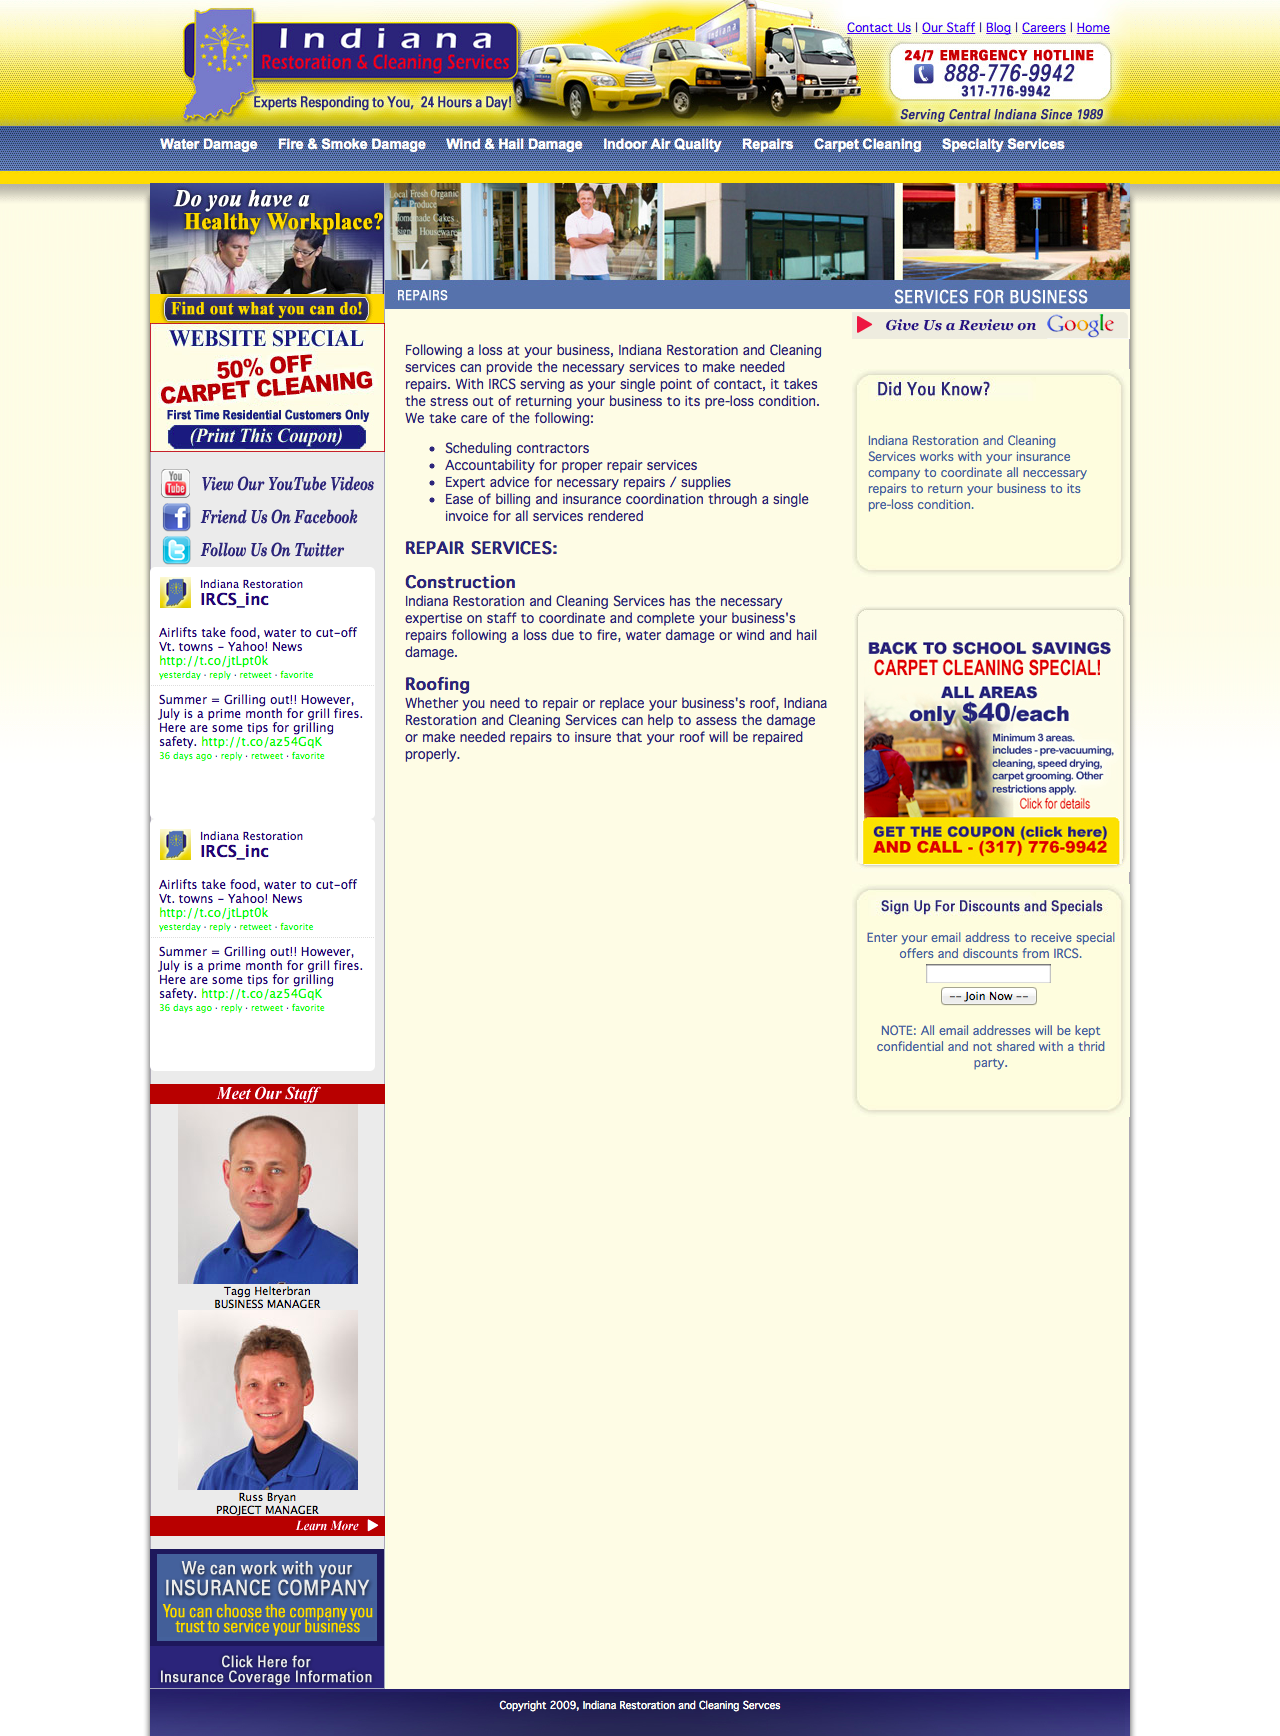 Indiana
Restoration & Cleaning Services
Experts Responding to You, 24 Hours a Day!
Contact Us | Our Staff | Blog | Careers | Home
24/7 EMERGENCY HOTLINE
888-776-9942
317-776-9942
Serving Central Indiana Since 1989
Water Damage Fire & Smoke Damage Wind & Hail Damage Indoor Air Quality Repairs Carpet Cleaning Specialty Services
Do you have a
Healthy Workplace?
Find out what you can do!
WEBSITE SPECIAL
50% OFF
CARPET CLEANING
First Time Residential Customers Only
(Print This Coupon)
You
Tube
View Our YouTube Videos
Friend Us On Facebook
Follow Us On Twitter
Indiana Restoration
IRCS_inc
Airlifts take food, water to cut-off
Vt. towns - Yahoo! News
http://t.co/jtLpt0k
yesterday · reply · retweet · favorite
Summer = Grilling out!! However,
July is a prime month for grill fires.
Here are some tips for grilling
safety. http://t.co/az54GqK
36 days ago · reply · retweet · favorite
Indiana Restoration
IRCS_inc
Airlifts take food, water to cut-off
Vt. towns - Yahoo! News
http://t.co/jtLpt0k
yesterday · reply · retweet · favorite
Summer = Grilling out!! However,
July is a prime month for grill fires.
Here are some tips for grilling
safety. http://t.co/az54GqK
36 days ago · reply · retweet · favorite
Meet Our Staff
Tagg Helterbran
BUSINESS MANAGER
Russ Bryan
PROJECT MANAGER
Learn More
We can work with your
INSURANCE COMPANY
You can choose the company you
trust to service your business
Click Here for
Insurance Coverage Information
Local Fresh Organic
Produce
Homemade Cakes
Designer Housewares
REPAIRS
SERVICES FOR BUSINESS
Following a loss at your business, Indiana Restoration and Cleaning
services can provide the necessary services to make needed
repairs. With IRCS serving as your single point of contact, it takes
the stress out of returning your business to its pre-loss condition.
We take care of the following:
• Scheduling contractors
• Accountability for proper repair services
• Expert advice for necessary repairs / supplies
• Ease of billing and insurance coordination through a single
invoice for all services rendered
REPAIR SERVICES:
Construction
Indiana Restoration and Cleaning Services has the necessary
expertise on staff to coordinate and complete your business's
repairs following a loss due to fire, water damage or wind and hail
damage.
Roofing
Whether you need to repair or replace your business's roof, Indiana
Restoration and Cleaning Services can help to assess the damage
or make needed repairs to insure that your roof will be repaired
properly.
Give Us a Review on Google
Did You Know?
Indiana Restoration and Cleaning
Services works with your insurance
company to coordinate all neccessary
repairs to return your business to its
pre-loss condition.
BACK TO SCHOOL SAVINGS
CARPET CLEANING SPECIAL!
ALL AREAS
only $40/each
Minimum 3 areas.
includes - pre-vacuuming,
cleaning, speed drying,
carpet grooming. Other
restrictions apply.
Click for details
GET THE COUPON (click here)
AND CALL - (317) 776-9942
Sign Up For Discounts and Specials
Enter your email address to receive special
offers and discounts from IRCS.
-- Join Now --
NOTE: All email addresses will be kept
confidential and not shared with a thrid
party.
Copyright 2009, Indiana Restoration and Cleaning Servces